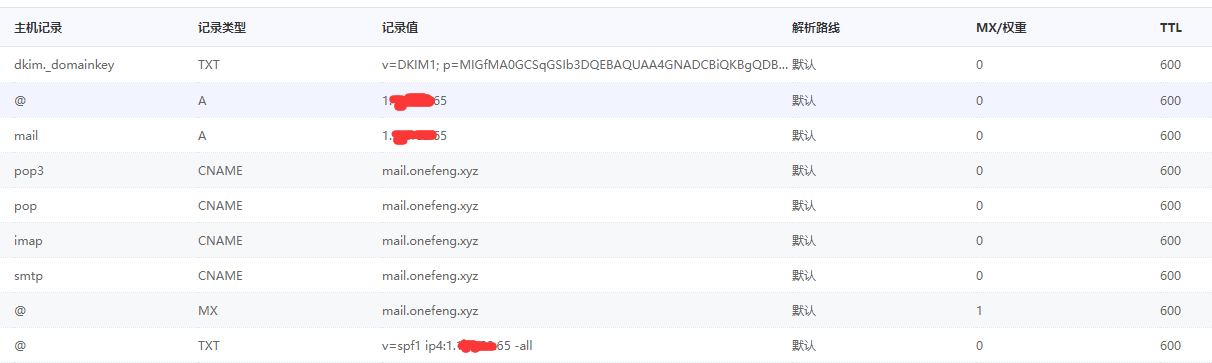 主机记录 记录类型 记录值 解析路线 MX/权重 TTL
dkim._domainkey TXT v=DKIM1; p=MIGfMA0GCSqGSIb3DQEBAQUAA4GNADCBiQKBgQDB... 默认 0 600
@ A 1. 65 默认 0 600
mail A 1. 65 默认 0 600
pop3 CNAME mail.onefeng.xyz 默认 0 600
pop CNAME mail.onefeng.xyz 默认 0 600
imap CNAME mail.onefeng.xyz 默认 0 600
smtp CNAME mail.onefeng.xyz 默认 0 600
@ MX mail.onefeng.xyz 默认 1 600
@ TXT v=spf1 ip4:1. 65 -all 默认 0 600